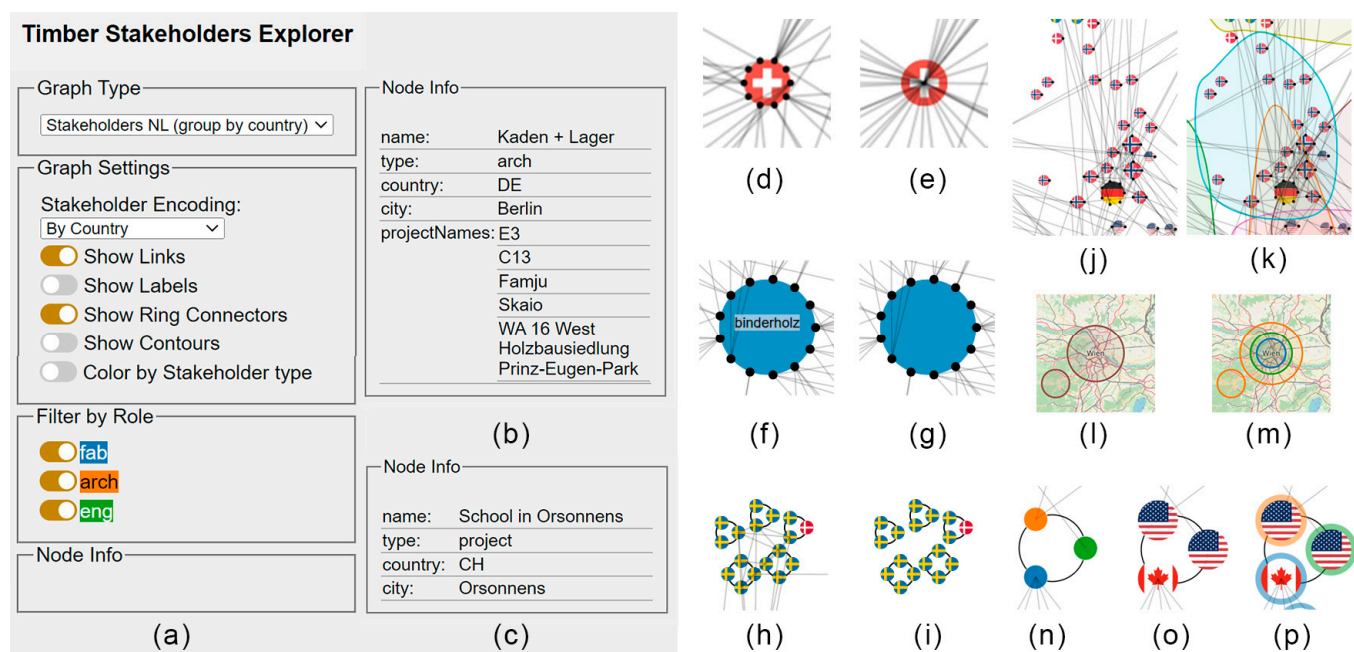 Timber Stakeholders Explorer
Graph Type
Stakeholders NL (group by country)
Graph Settings
Stakeholder Encoding:
By Country
Show Links
Show Labels
Show Ring Connectors
Show Contours
Color by Stakeholder type
Filter by Role
fab
arch
eng
Node Info
(a)
Node Info
name: Kaden + Lager
type: arch
country: DE
city: Berlin
projectNames: E3
C13
Famju
Skaio
WA 16 West
Holzbausiedlung
Prinz-Eugen-Park
(b)
Node Info
name: School in Orsonnens
type: project
country: CH
city: Orsonnens
(c)
(d)
(e)
binderholz
(f)
(g)
(h)
(i)
(j)
(k)
Wien
(l)
Wien
(m)
(n)
(o)
(p)